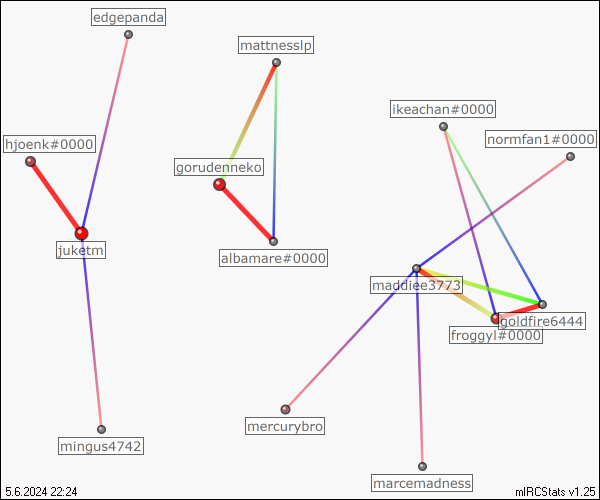 edgepanda
mattnesslp
ikeachan#0000
normfan1#0000
hjoenk#0000
gorudenneko
juketm
albamare#0000
maddiee3773
goldfire6444
froggyl#0000
mercurybro
mingus4742
marcemadness
5.6.2024 22:24
mIRCStats v1.25